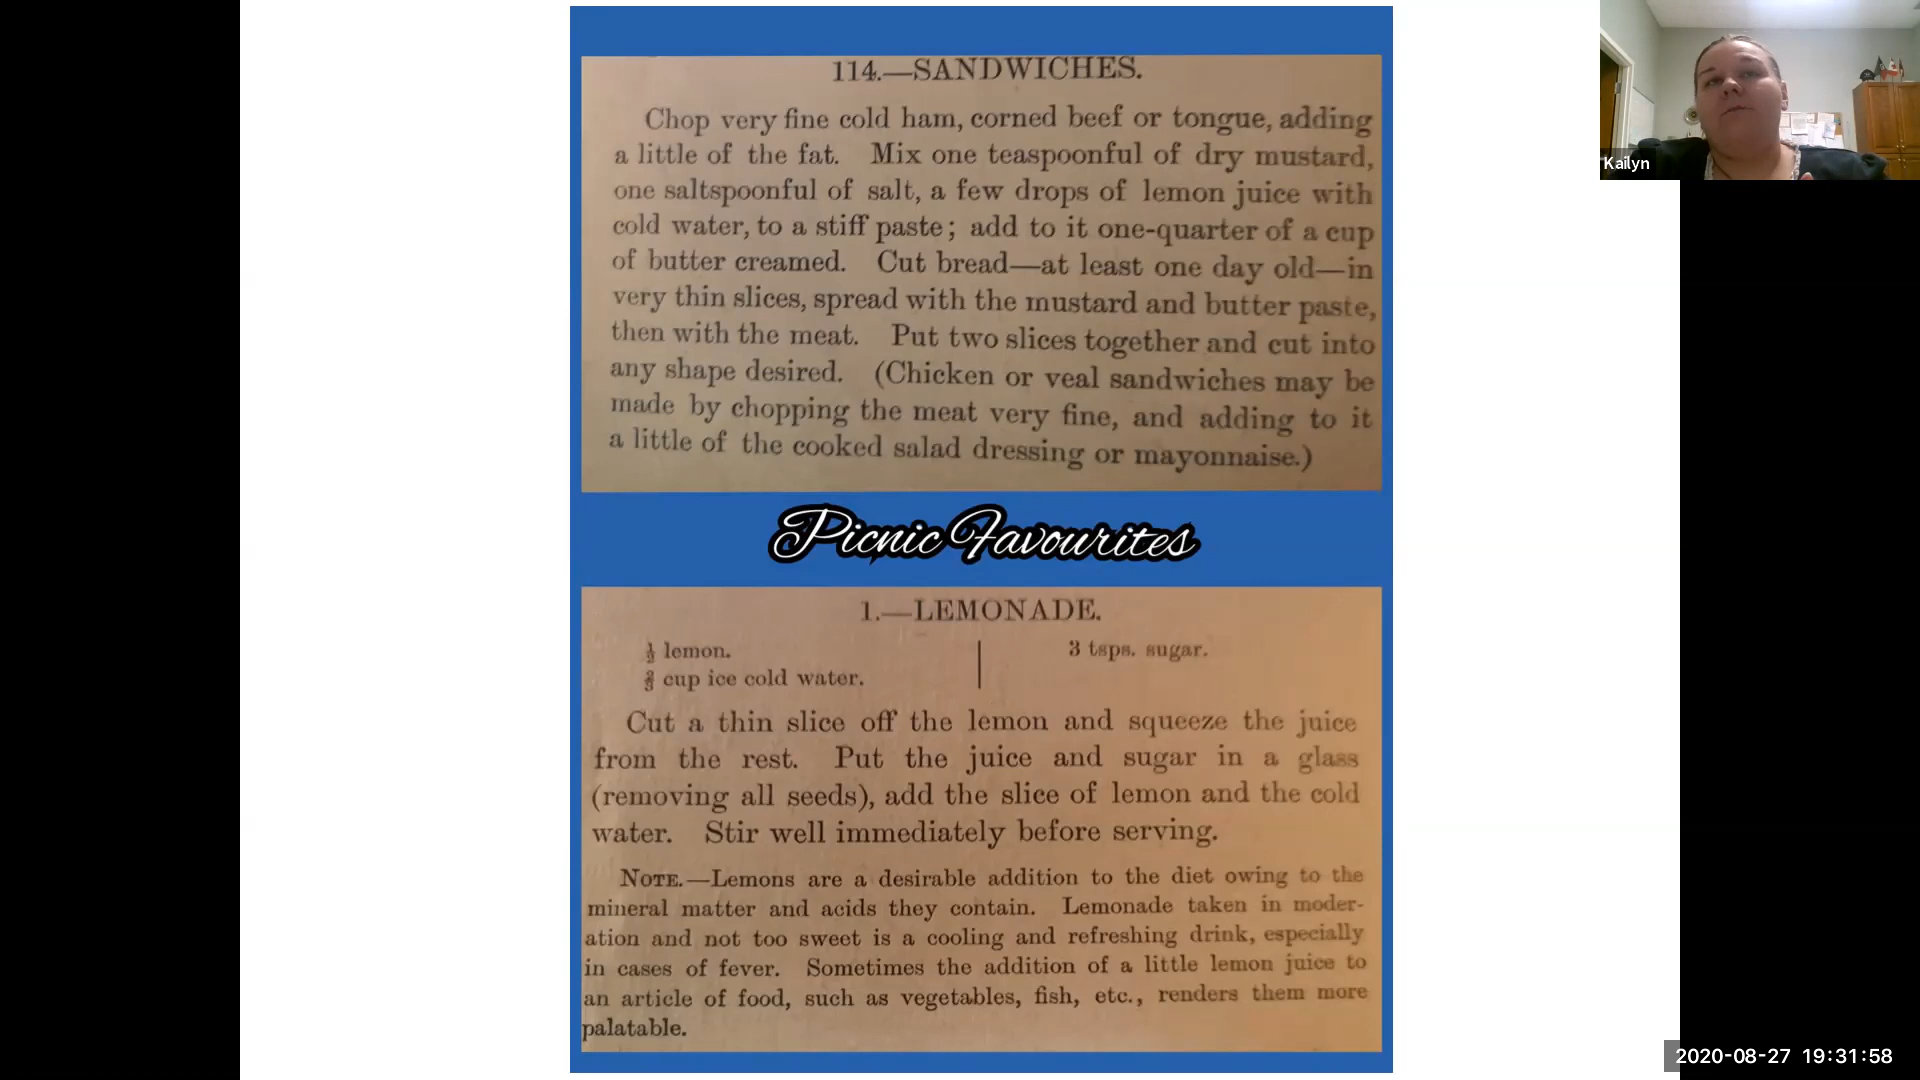 114.—SANDWICHES.
Chop very fine cold ham, corned beef or tongue, adding
a little of the fat. Mix one teaspoonful of dry mustard,
one saltspoonful of salt, a few drops of lemon juice with
cold water, to a stiff paste; add to it one-quarter of a cup
of butter creamed. Cut bread—at least one day old—in
very thin slices, spread with the mustard and butter paste,
then with the meat. Put two slices together and cut into
any shape desired. (Chicken or veal sandwiches may be
made by chopping the meat very fine, and adding to it
a little of the cooked salad dressing or mayonnaise.)
Picnic Favourites
1.—LEMONADE.
lemon.
⅔ cup ice cold water.
3 tsps. sugar.
Cut a thin slice off the lemon and squeeze the juice
from the rest. Put the juice and sugar in a glass
(removing all seeds), add the slice of lemon and the cold
water. Stir well immediately before serving.
NOTE.—Lemons are a desirable addition to the diet owing to the
mineral matter and acids they contain. Lemonade taken in moder-
ation and not too sweet is a cooling and refreshing drink, especially
in cases of fever. Sometimes the addition of a little lemon juice to
an article of food, such as vegetables, fish, etc., renders them more
palatable.
Kailyn
2020-08-27 19:31:58